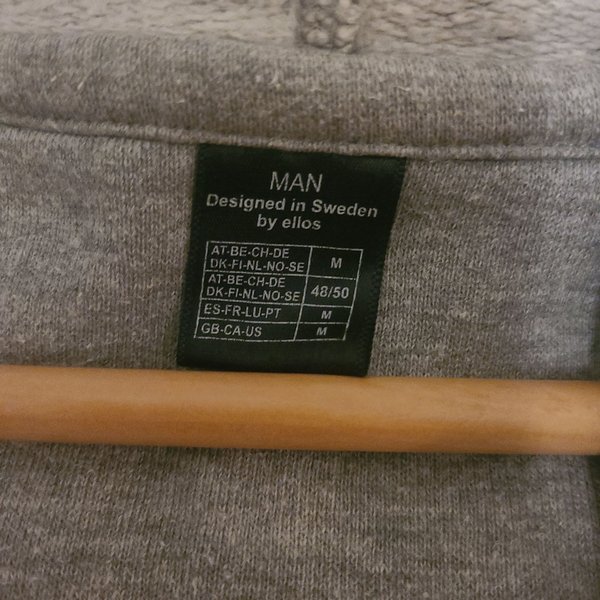 MAN
Designed in Sweden
by ellos
AT-BE-CH-DE
DK-FI-NL-NO-SE M
AT-BE-CH-DE
DK-FI-NL-NO-SE 48/50
ES-FR-LU-PT M
GB-CA-US M